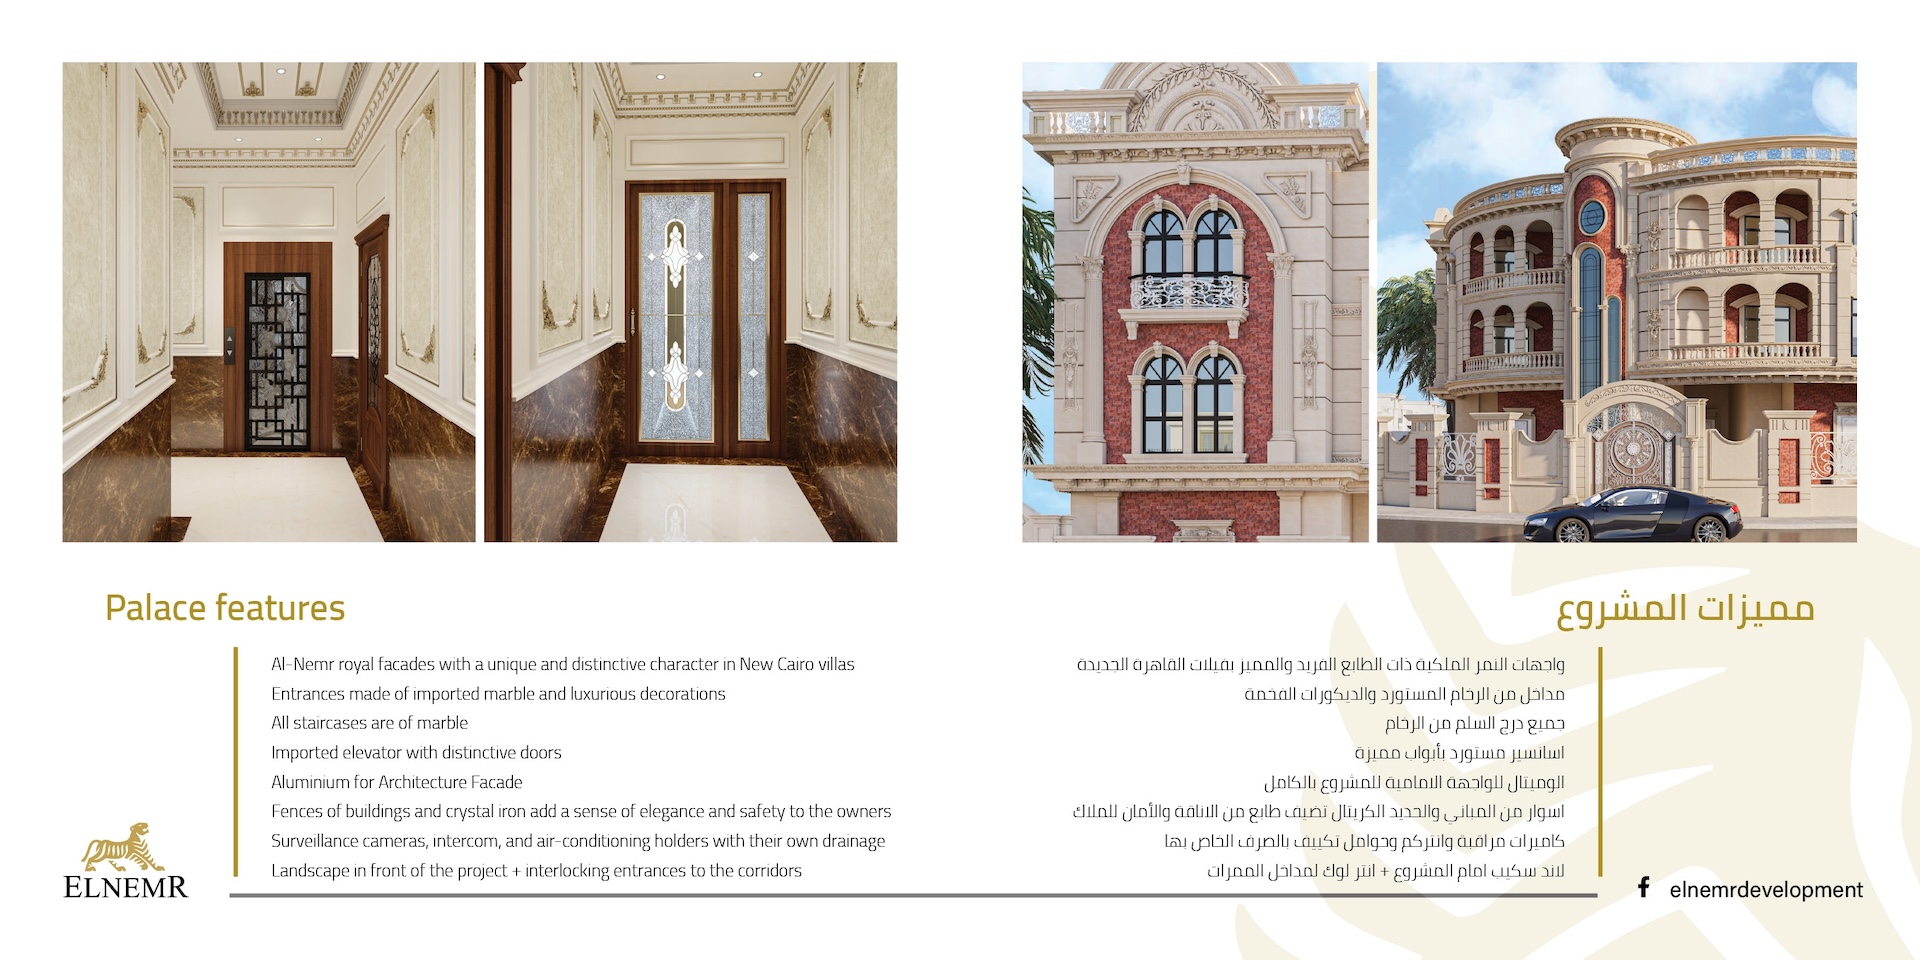 Palace features
Al-Nemr royal facades with a unique and distinctive character in New Cairo villas
Entrances made of imported marble and luxurious decorations
All staircases are of marble
Imported elevator with distinctive doors
Aluminium for Architecture Facade
Fences of buildings and crystal iron add a sense of elegance and safety to the owners
Surveillance cameras, intercom, and air-conditioning holders with their own drainage
Landscape in front of the project + interlocking entrances to the corridors
ELNEMR
مميزات المشروع
واجهات النمر الملكية ذات الطابع الفريد والمميز بفيلات القاهرة الجديدة
مداخل من الرخام المستورد والديكورات الفخمة
جميع درج السلم من الرخام
اسانسير مستورد بأبواب مميزة
الوميتال للواجهة الامامية للمشروع بالكامل
اسوار من المباني والحديد الكريتال تضيف طابع من الاناقة والأمان للملاك
كاميرات مراقبة وانتركم وحوامل تكييف بالصرف الخاص بها
لاند سكيب امام المشروع + انتر لوك لمداخل الممرات
elnemrdevelopment